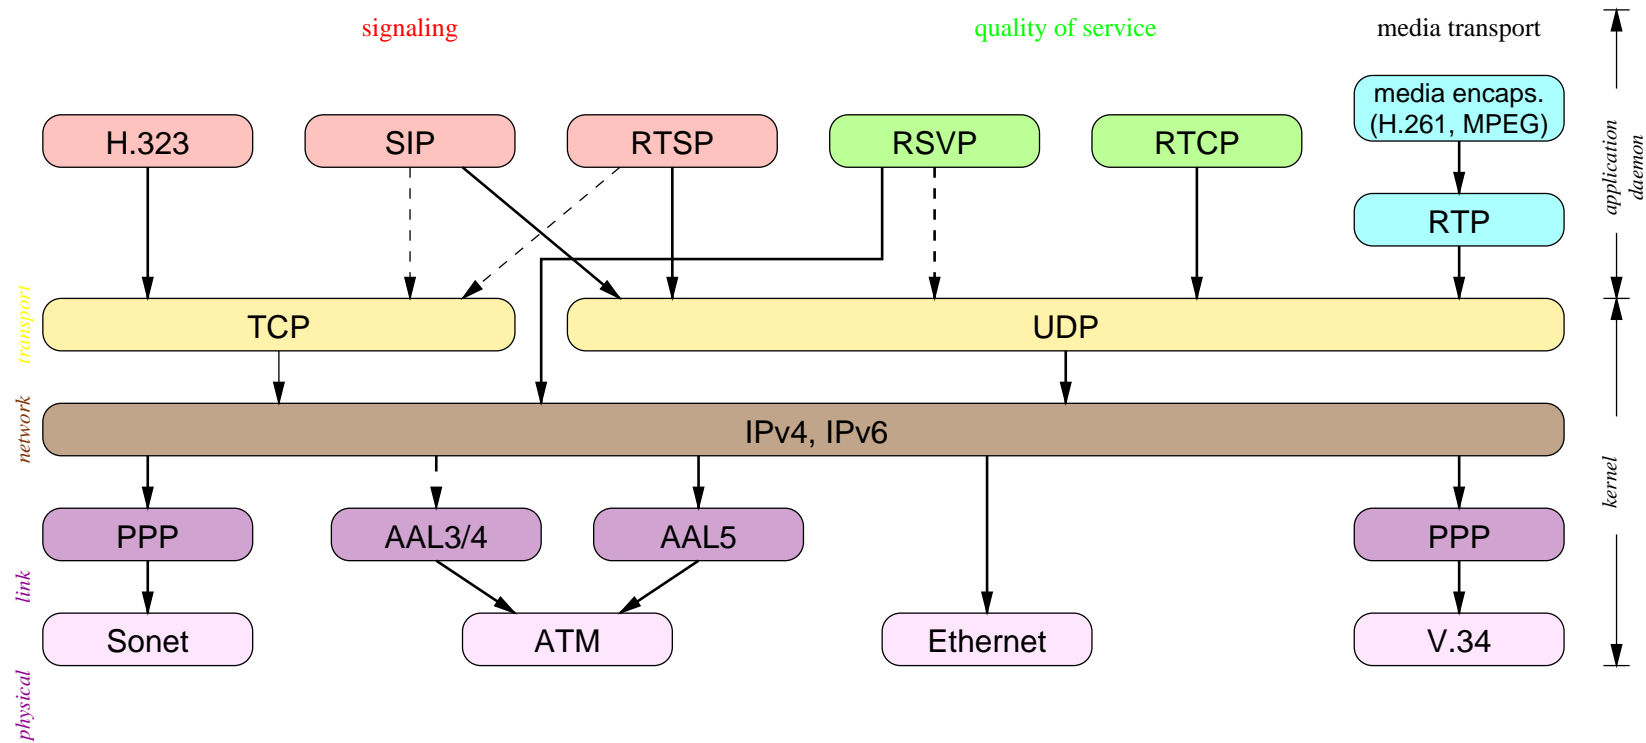 signaling
quality of service
media transport
media encaps.
(H.261, MPEG)
H.323
SIP
RTSP
RSVP
RTCP
application
daemon
RTP
transport
TCP
UDP
network
IPv4, IPv6
kernel
PPP
AAL3/4
AAL5
PPP
link
Sonet
ATM
Ethernet
V.34
physical